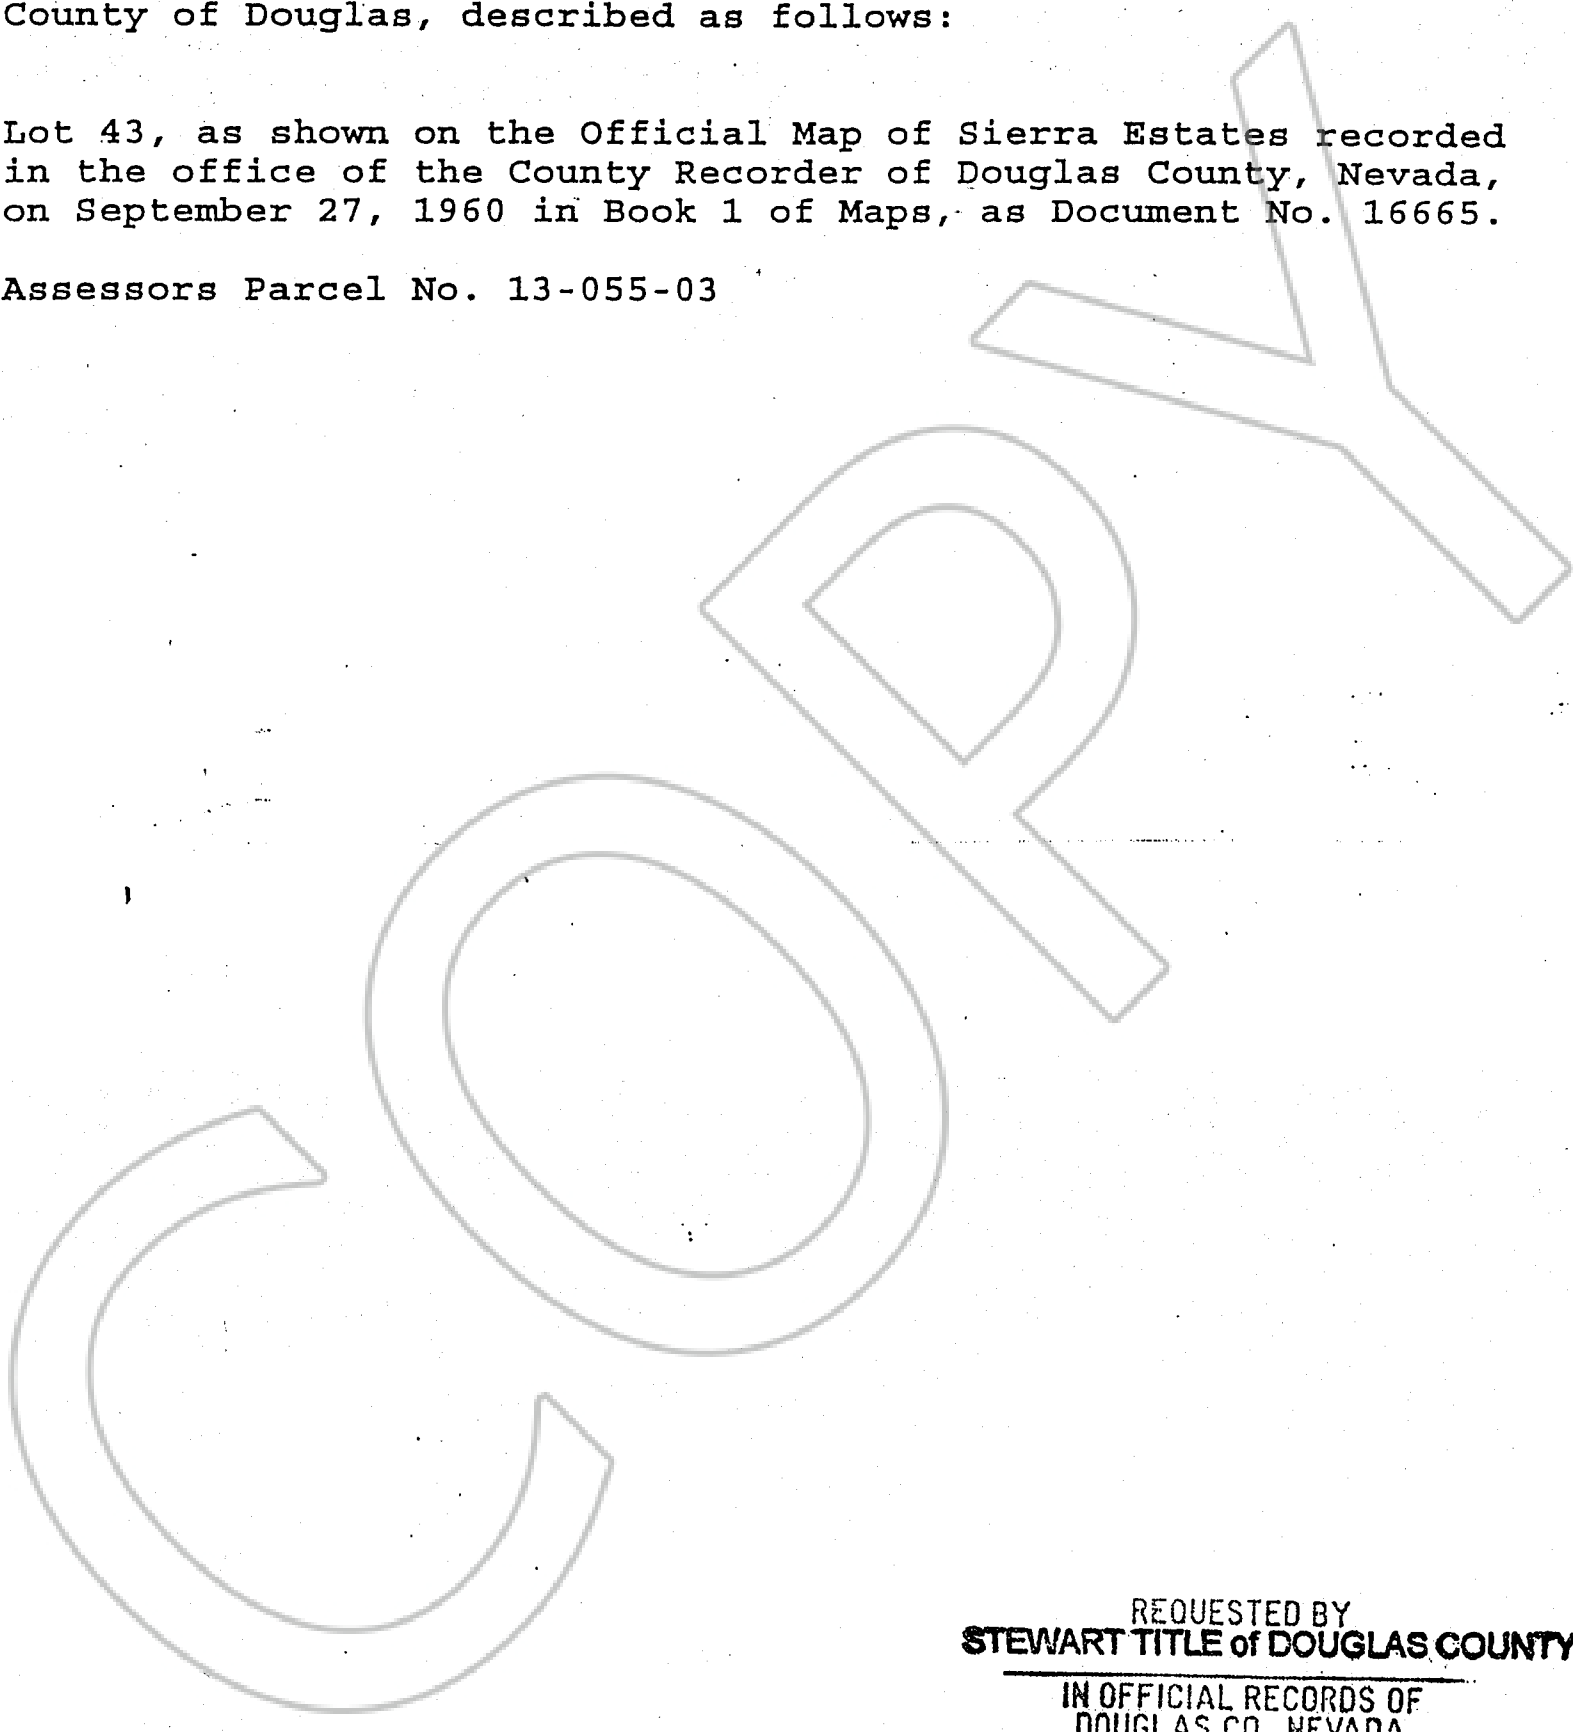 County of Douglas, described as follows:
Lot 43, as shown on the Official Map of Sierra Estates recorded
in the office of the County Recorder of Douglas County, Nevada,
on September 27, 1960 in Book 1 of Maps, as Document No. 16665.
Assessors Parcel No. 13-055-03
COPY
REQUESTED BY
STEWART TITLE of DOUGLAS COUNTY
IN OFFICIAL RECORDS OF
DOUGLAS CO. NEVADA